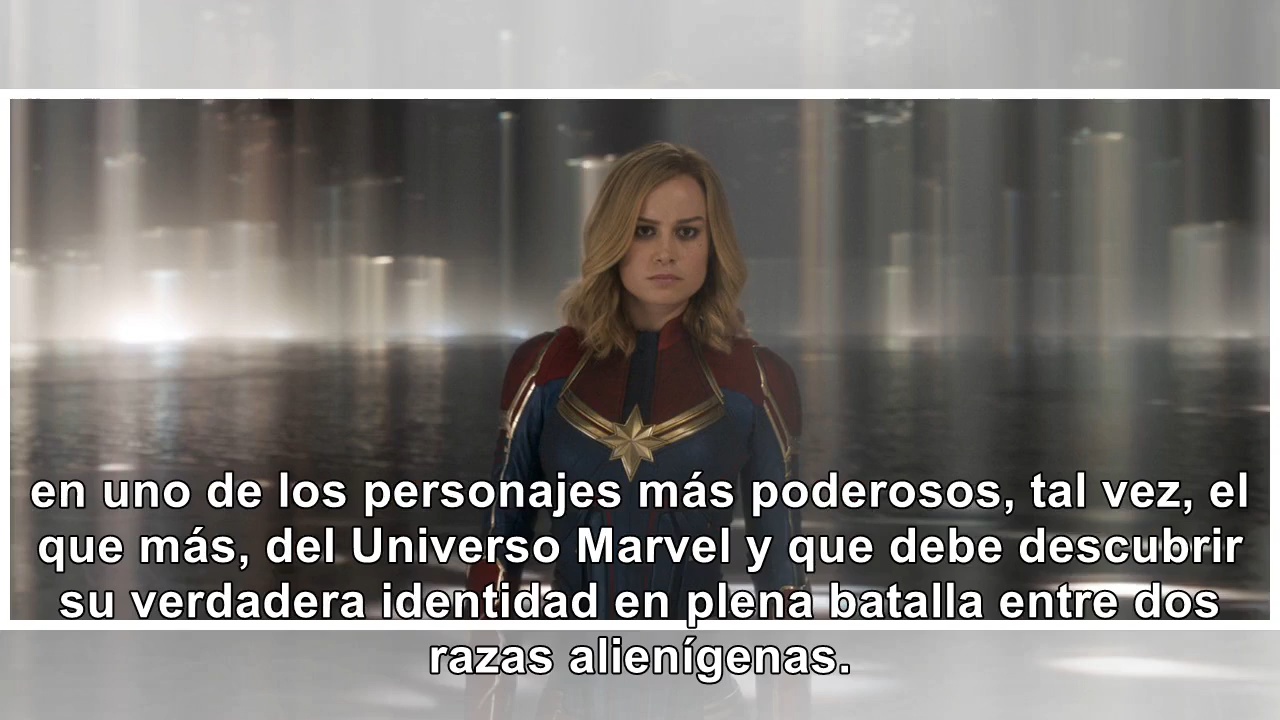 en uno de los personajes más poderosos, tal vez, el
que más, del Universo Marvel y que debe descubrir
su verdadera identidad en plena batalla entre dos
razas alienígenas.